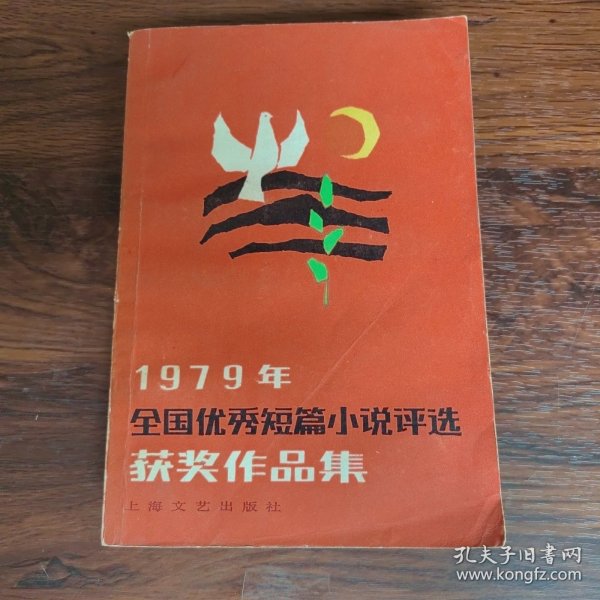 1979年
全国优秀短篇小说评选
获奖作品集
上海文艺出版社
孔夫子旧书网
www.kongfz.com